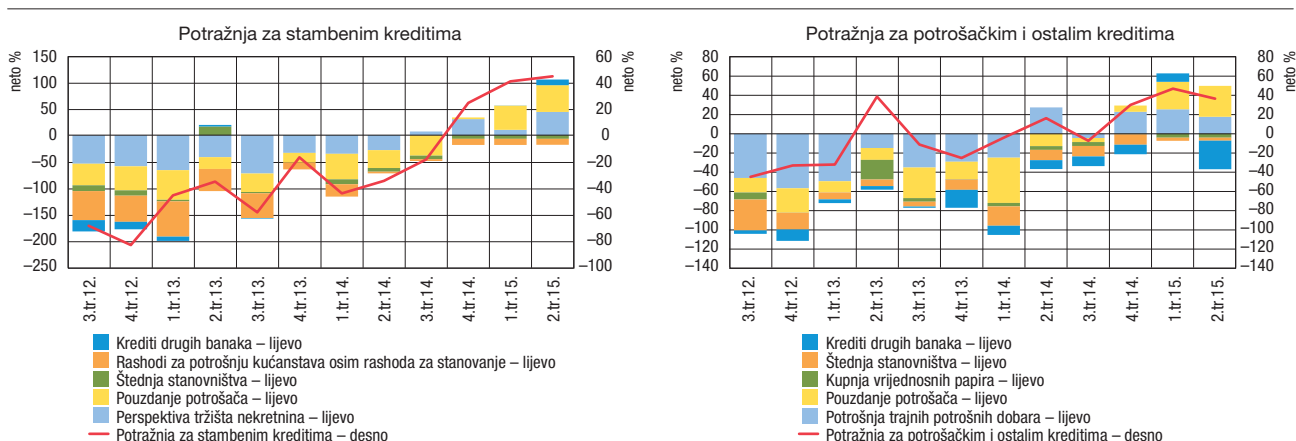 Potražnja za stambenim kreditima
neto %
150
100
50
0
–50
–100
–150
–200
–250
60
40
20
0
–20
–40
–60
–80
–100
neto %
3.tr.12.
4.tr.12.
1.tr.13.
2.tr.13.
3.tr.13.
4.tr.13.
1.tr.14.
2.tr.14.
3.tr.14.
4.tr.14.
1.tr.15.
2.tr.15.
Krediti drugih banaka – lijevo
Rashodi za potrošnju kućanstava osim rashoda za stanovanje – lijevo
Štednja stanovništva – lijevo
Pouzdanje potrošača – lijevo
Perspektiva tržišta nekretnina – lijevo
Potražnja za stambenim kreditima – desno
Potražnja za potrošačkim i ostalim kreditima
neto %
80
60
40
20
0
–20
–40
–60
–80
–100
–120
–140
80
60
40
20
0
–20
–40
–60
–80
–100
–120
–140
neto %
3.tr.12.
4.tr.12.
1.tr.13.
2.tr.13.
3.tr.13.
4.tr.13.
1.tr.14.
2.tr.14.
3.tr.14.
4.tr.14.
1.tr.15.
2.tr.15.
Krediti drugih banaka – lijevo
Štednja stanovništva – lijevo
Kupnja vrijednosnih papira – lijevo
Pouzdanje potrošača – lijevo
Potrošnja trajnih potrošnih dobara – lijevo
Potražnja za potrošačkim i ostalim kreditima – desno